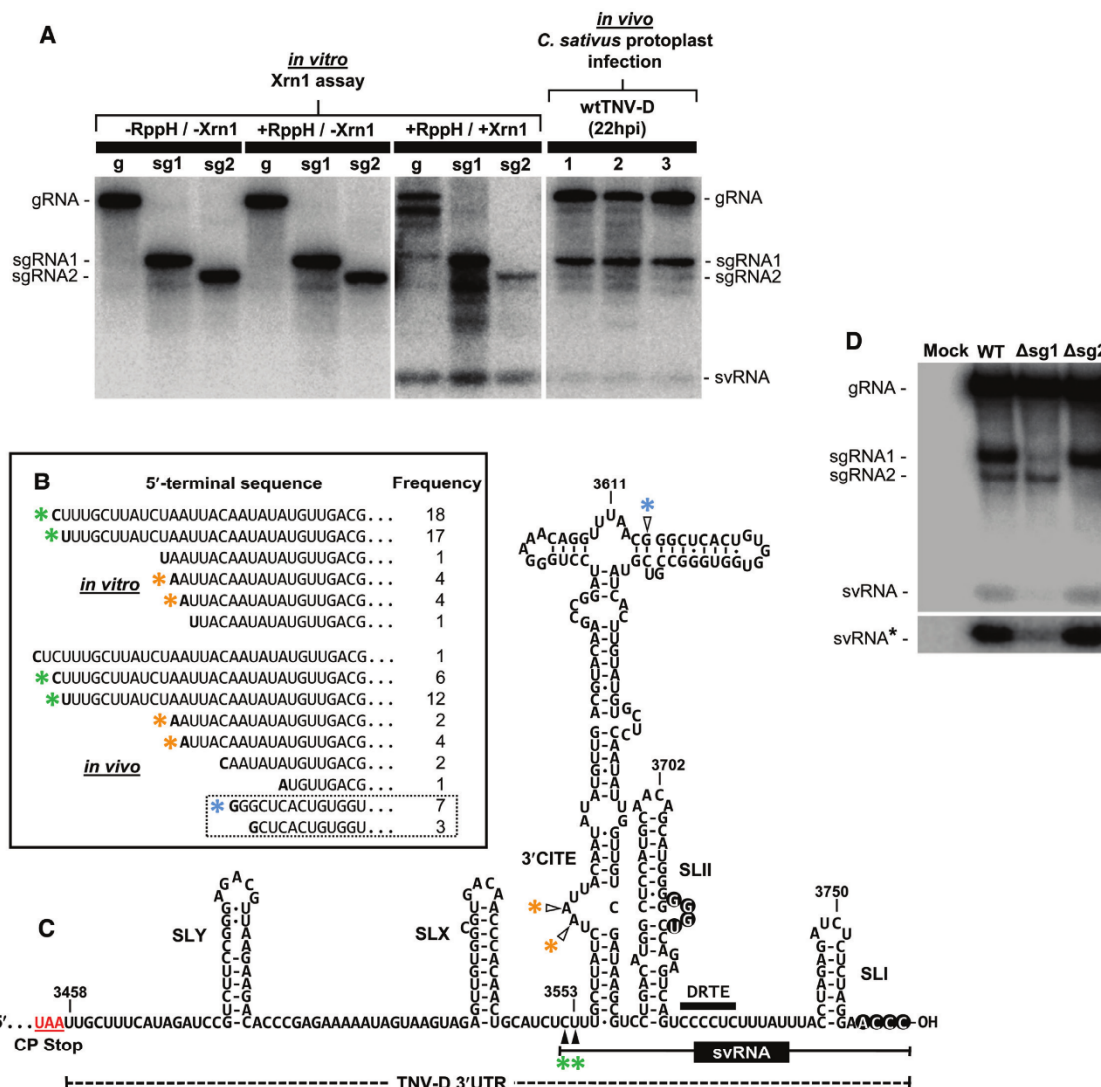 A
in vitro
Xrn1 assay
in vivo
C. sativus protoplast
infection
-RppH / -Xrn1
+RppH / -Xrn1
+RppH / +Xrn1
wtTNV-D
(22hpi)
g sg1 sg2 g sg1 sg2 g sg1 sg2 1 2 3
gRNA -
sgRNA1 -
sgRNA2 -
- gRNA
- sgRNA1
- sgRNA2
- svRNA
D
Mock WT Δsg1 Δsg2
gRNA -
sgRNA1 -
sgRNA2 -
svRNA -
svRNA* -
B
5′-terminal sequence Frequency
* CUUUGCUUAUCUAAUUACAAUAUAUGUUGACG... 18
* UUUGCUUAUCUAAUUACAAUAUAUGUUGACG... 17
UAAUUACAAUAUAUGUUGACG... 1
in vitro
* AAUUACAAUAUAUGUUGACG... 4
* AUUACAAUAUAUGUUGACG... 4
UUACAAUAUAUGUUGACG... 1
CUCUUUGCUUAUCUAAUUACAAUAUAUGUUGACG... 1
* CUUUGCUUAUCUAAUUACAAUAUAUGUUGACG... 6
* UUUGCUUAUCUAAUUACAAUAUAUGUUGACG... 12
* AAUUACAAUAUAUGUUGACG... 2
* AUUACAAUAUAUGUUGACG... 4
in vivo
CAAUAUAUGUUGACG... 2
AUGUUGACG... 1
* GGGCUCACUGUGGU... 7
GCUCACUGUGGU... 3
C
3611
*
3702
3′CITE
SLII
*
*
SLY
SLX
3750
SLI
3458
3553
DRTE
5′...UAAUUGCUUUCAUAGAUCCG-CACCCGAGAAAAAUAGUAAGUAGA-UGCAUCUCUUU-GUCCG-GUCCCCUCUUUAUUUAC-GAACCC-OH
CP Stop
**
svRNA
TNV-D 3′UTR